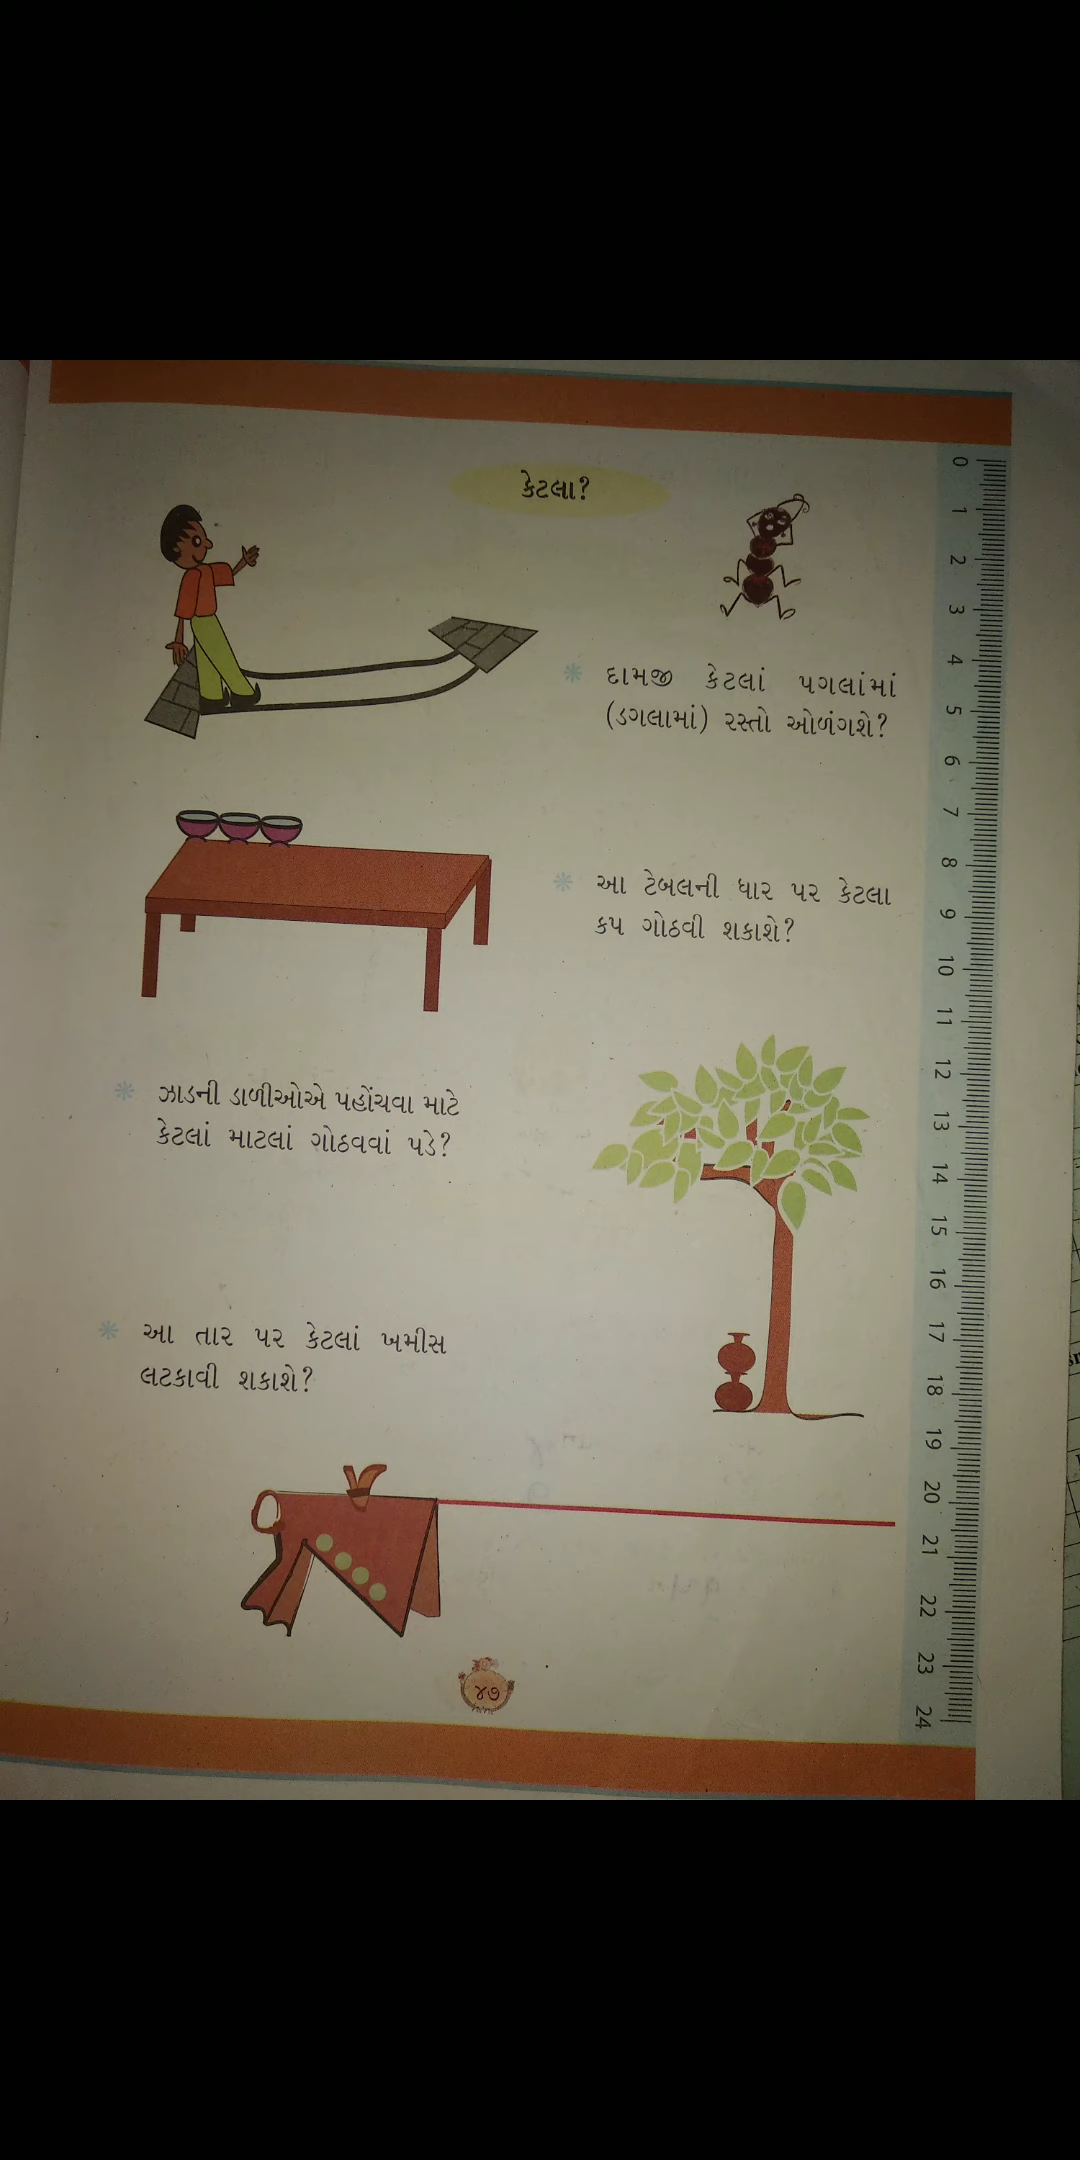 કેટલા?
દામજી કેટલાં પગલાંમાં
(ડગલામાં) રસ્તો ઓળંગશે?
આ ટેબલની ધાર પર કેટલા
કપ ગોઠવી શકાશે?
ઝાડની ડાળીઓએ પહોંચવા માટે
કેટલાં માટલાં ગોઠવવાં પડે?
આ તાર પર કેટલાં ખમીસ
લટકાવી શકાશે?
૪૭
0 1 2 3 4 5 6 7 8 9 10 11 12 13 14 15 16 17 18 19 20 21 22 23 24